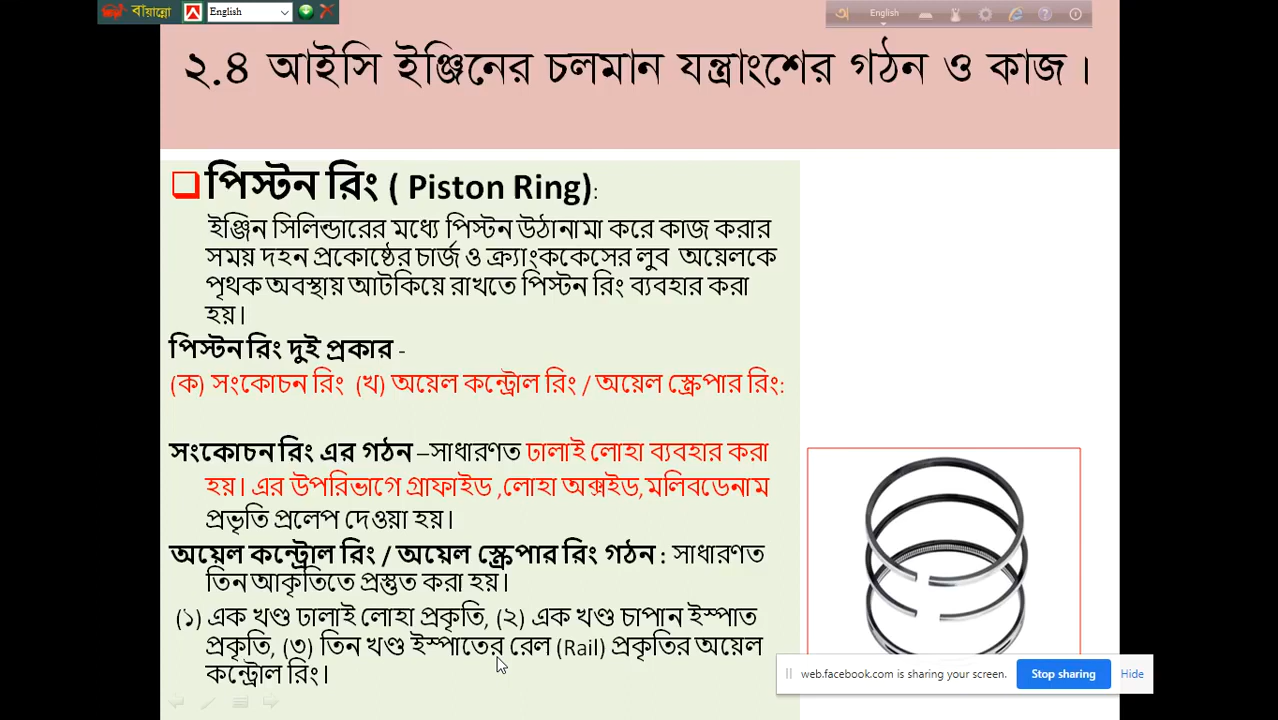 বাঁয়ান্নো English
English
২.৪ আইসি ইঞ্জিনের চলমান যন্ত্রাংশের গঠন ও কাজ।
পিস্টন রিং ( Piston Ring):
ইঞ্জিন সিলিন্ডারের মধ্যে পিস্টন উঠানামা করে কাজ করার
সময় দহন প্রকোষ্ঠের চার্জ ও ক্র্যাংককেসের লুব অয়েলকে
পৃথক অবস্থায় আটকিয়ে রাখতে পিস্টন রিং ব্যবহার করা
হয়।
পিস্টন রিং দুই প্রকার -
(ক) সংকোচন রিং (খ) অয়েল কন্ট্রোল রিং / অয়েল স্ক্রেপার রিং:
সংকোচন রিং এর গঠন –সাধারণত ঢালাই লোহা ব্যবহার করা
হয়। এর উপরিভাগে গ্রাফাইড ,লোহা অক্সইড, মলিবডেনাম
প্রভৃতি প্রলেপ দেওয়া হয়।
অয়েল কন্ট্রোল রিং / অয়েল স্ক্রেপার রিং গঠন : সাধারণত
তিন আকৃতিতে প্রস্তুত করা হয়।
(১) এক খণ্ড ঢালাই লোহা প্রকৃতি, (২) এক খণ্ড চাপান ইস্পাত
প্রকৃতি, (৩) তিন খণ্ড ইস্পাতের রেল (Rail) প্রকৃতির অয়েল
কন্ট্রোল রিং।
web.facebook.com is sharing your screen. Stop sharing Hide